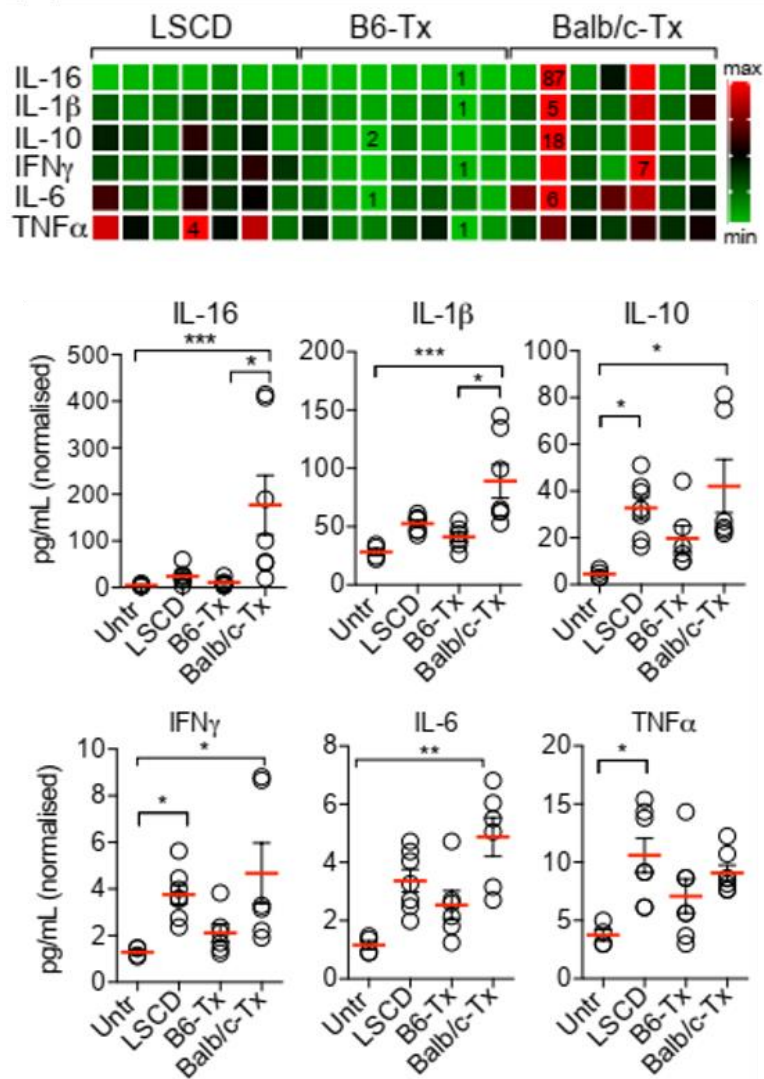 LSCD B6-Tx Balb/c-Tx
max
IL-16 1 87
IL-1β 1 5
IL-10 2 18
IFNγ 1 7
IL-6 1 6
TNFα 4 1
min
IL-16 IL-1β IL-10
pg/mL (normalised)
500
400
300
200
100
0
***
*
Untr LSCD B6-Tx Balb/c-Tx
200
150
100
50
0
***
*
Untr LSCD B6-Tx Balb/c-Tx
100
80
60
40
20
0
*
*
Untr LSCD B6-Tx Balb/c-Tx
IFNγ IL-6 TNFα
pg/mL (normalised)
10
8
6
4
2
0
*
*
Untr LSCD B6-Tx Balb/c-Tx
8
6
4
2
0
**
Untr LSCD B6-Tx Balb/c-Tx
20
15
10
5
0
*
Untr LSCD B6-Tx Balb/c-Tx